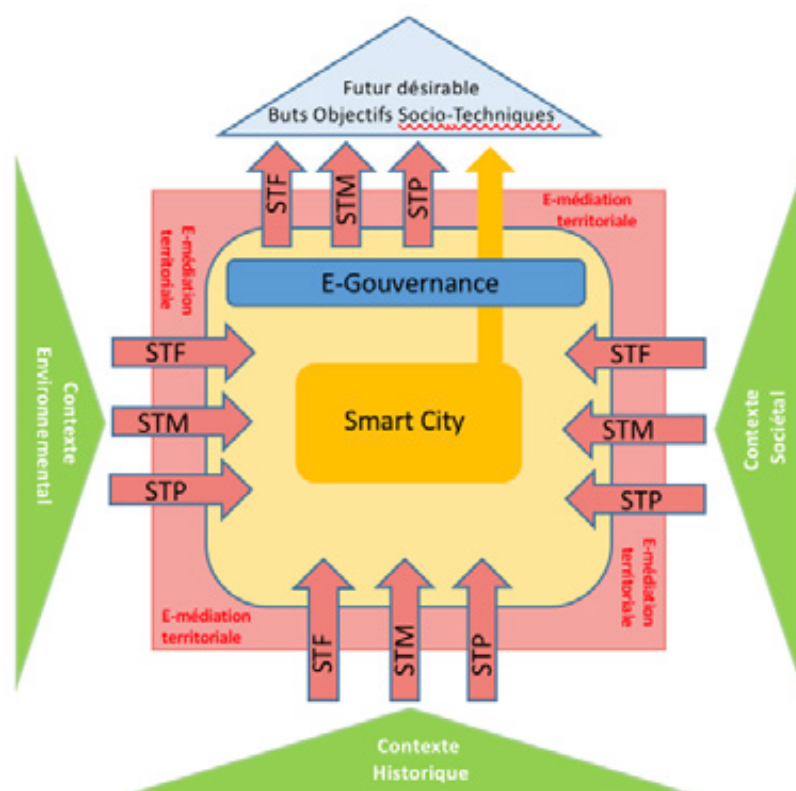 Futur désirable
Buts Objectifs Socio-Techniques
STF
STM
STP
E-médiation
territoriale
E-médiation
territoriale
E-Gouvernance
STF
STF
Contexte
Environnemental
Smart City
STM
STM
Contexte
Sociétal
STP
STP
E-médiation
territoriale
E-médiation
territoriale
STF
STM
STP
Contexte
Historique